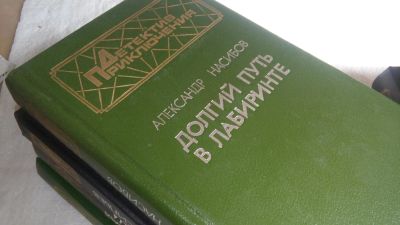 ДЕТЕКТИВ
ПРИКЛЮЧЕНИЯ
АЛЕКСАНДР НАСИБОВ
ДОЛГИЙ ПУТЬ
В ЛАБИРИНТЕ